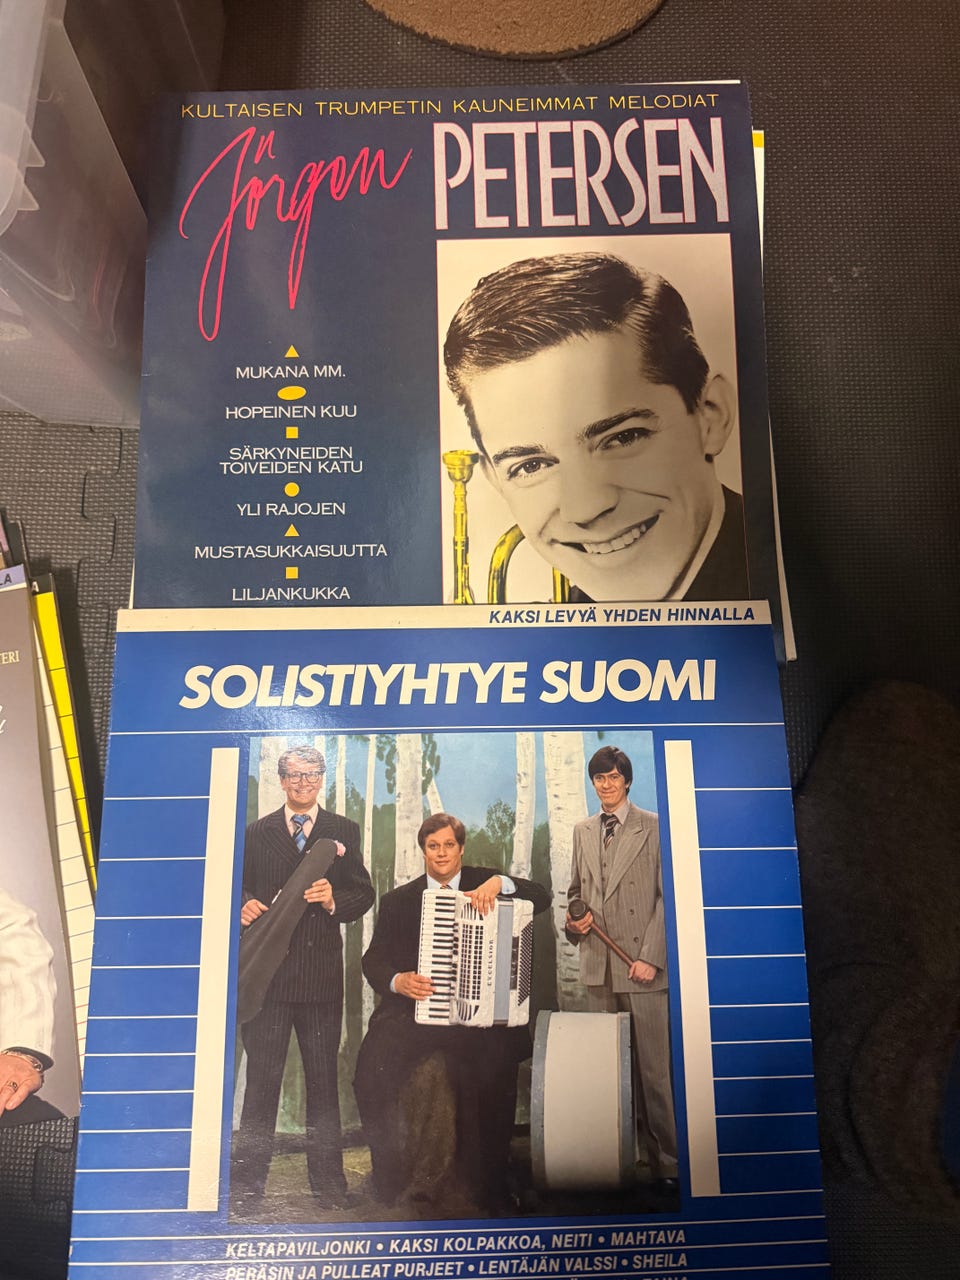 KULTAISEN TRUMPETIN KAUNEIMMAT MELODIAT
Jörgen PETERSEN
MUKANA MM.
HOPEINEN KUU
SÄRKYNEIDEN
TOIVEIDEN KATU
YLI RAJOJEN
MUSTASUKKAISUUTTA
LILJANKUKKA
KAKSI LEVYÄ YHDEN HINNALLA
SOLISTIYHTYE SUOMI
EXCELSIOR
KELTAPAVILJONKI • KAKSI KOLPAKKOA, NEITI • MAHTAVA
PERÄSIN JA PULLEAT PURJEET • LENTÄJÄN VALSSI • SHEILA